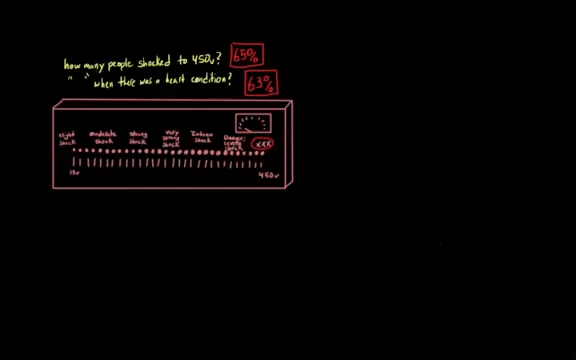 how many people shocked to 450v? 65%
" " when there was a heart condition? 63%
slight shock moderate shock strong shock very strong shock Intense shock Danger; severe shock XXX
15v 450v